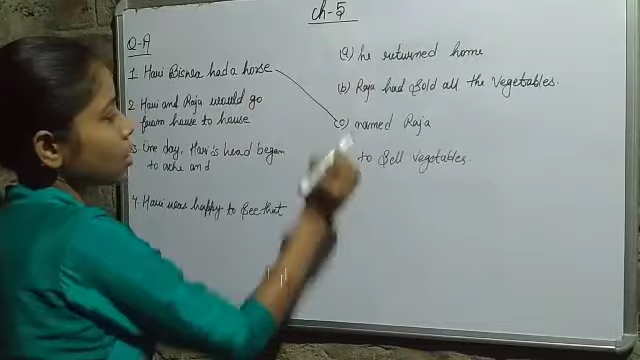 Ch-5
Q-A
1. Hari Bisnoa had a horse
2. Hari and Raja would go
from house to house
3 One day, Hari's head began
to ache and
4. Hari was happy to see that
(a) he returned home
(b) Raja had sold all the vegetables.
(c) named Raja
to sell vegetables.